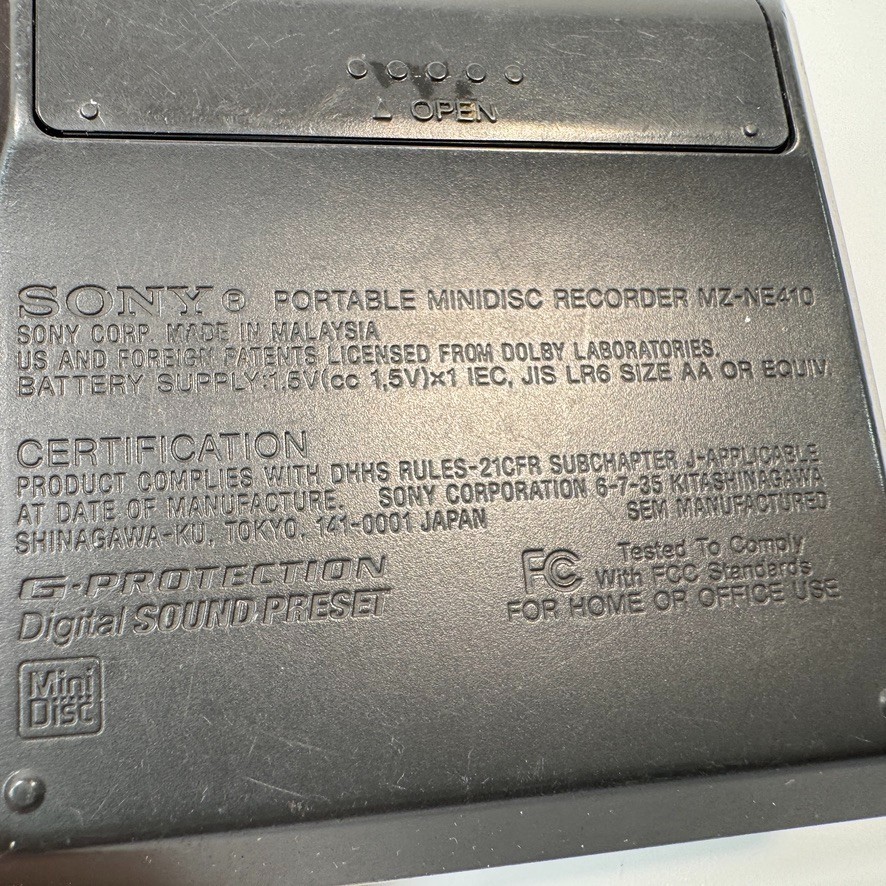 OPEN
SONY® PORTABLE MINIDISC RECORDER MZ-NE410
SONY CORP. MADE IN MALAYSIA
US AND FOREIGN PATENTS LICENSED FROM DOLBY LABORATORIES.
BATTERY SUPPLY:1.5V(cc 1,5V)×1 IEC, JIS LR6 SIZE AA OR EQUIV.
CERTIFICATION
PRODUCT COMPLIES WITH DHHS RULES-21CFR SUBCHAPTER J-APPLICABLE
AT DATE OF MANUFACTURE. SONY CORPORATION 6-7-35 KITASHINAGAWA
SHINAGAWA-KU, TOKYO, 141-0001 JAPAN SEM MANUFACTURED
G-PROTECTION
Digital SOUND PRESET
FC Tested To Comply
With FCC Standards
FOR HOME OR OFFICE USE
Mini
Disc